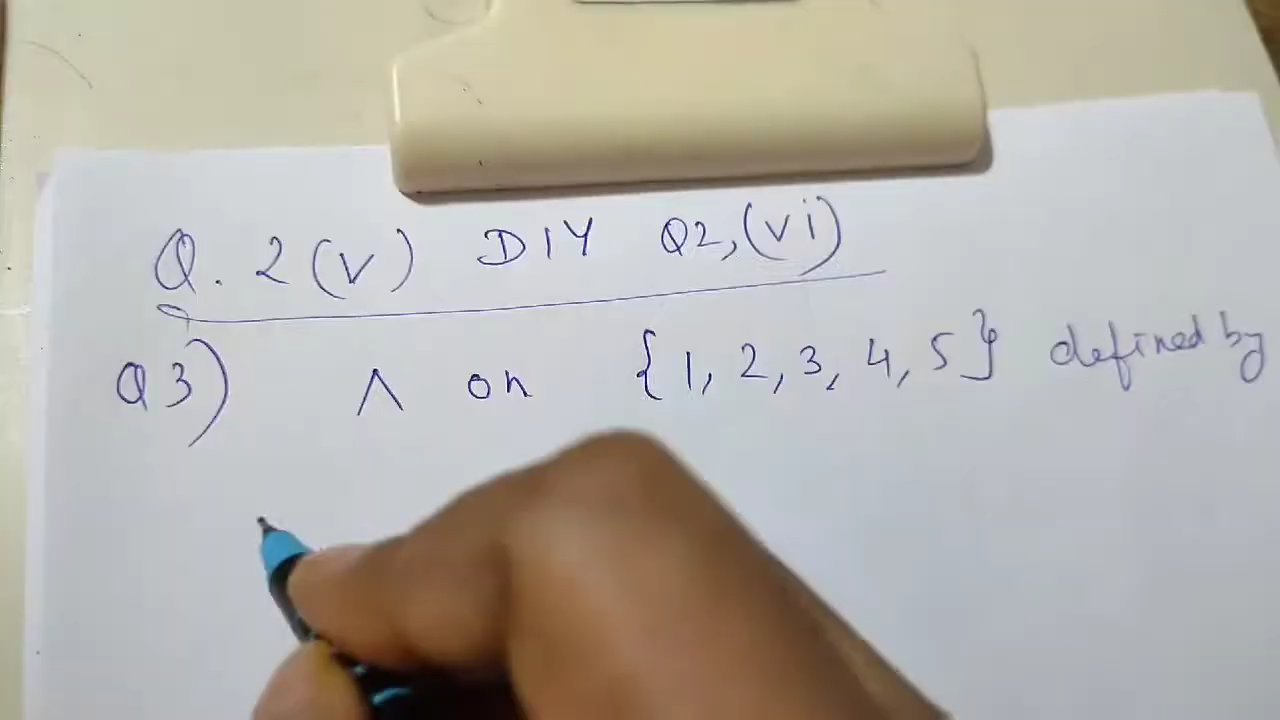 Q. 2(v) DIY Q2,(vi)
Q3) ∧ on {1, 2, 3, 4, 5} defined by